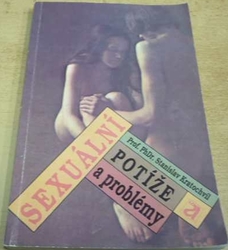 Prof. PhDr. Stanislav Kratochvíl
SEXUÁLNÍ
POTÍŽE
a problémy